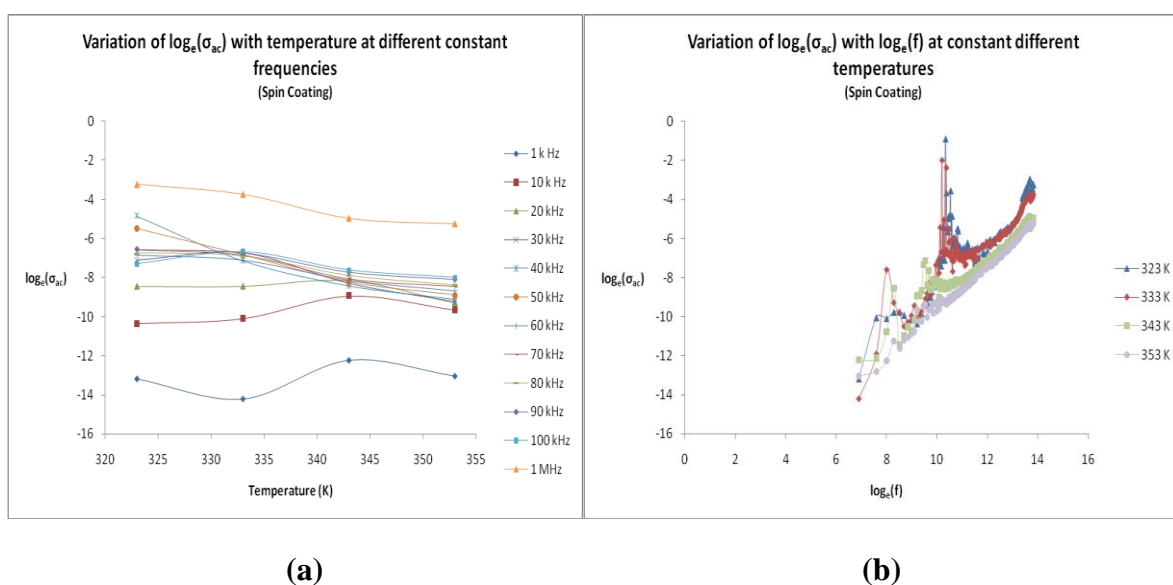 Variation of logₑ(σac) with temperature at different constant
frequencies
(Spin Coating)
0
-2
-4
-6
-8
-10
-12
-14
-16
logₑ(σac)
320
325
330
335
340
345
350
355
Temperature (K)
1 k Hz
10 k Hz
20 kHz
30 kHz
40 kHz
50 kHz
60 kHz
70 kHz
80 kHz
90 kHz
100 kHz
1 MHz
Variation of logₑ(σac) with logₑ(f) at constant different
temperatures
(Spin Coating)
0
-2
-4
-6
-8
-10
-12
-14
-16
logₑ(σac)
0
2
4
6
8
10
12
14
16
logₑ(f)
323 K
333 K
343 K
353 K
(a)
(b)